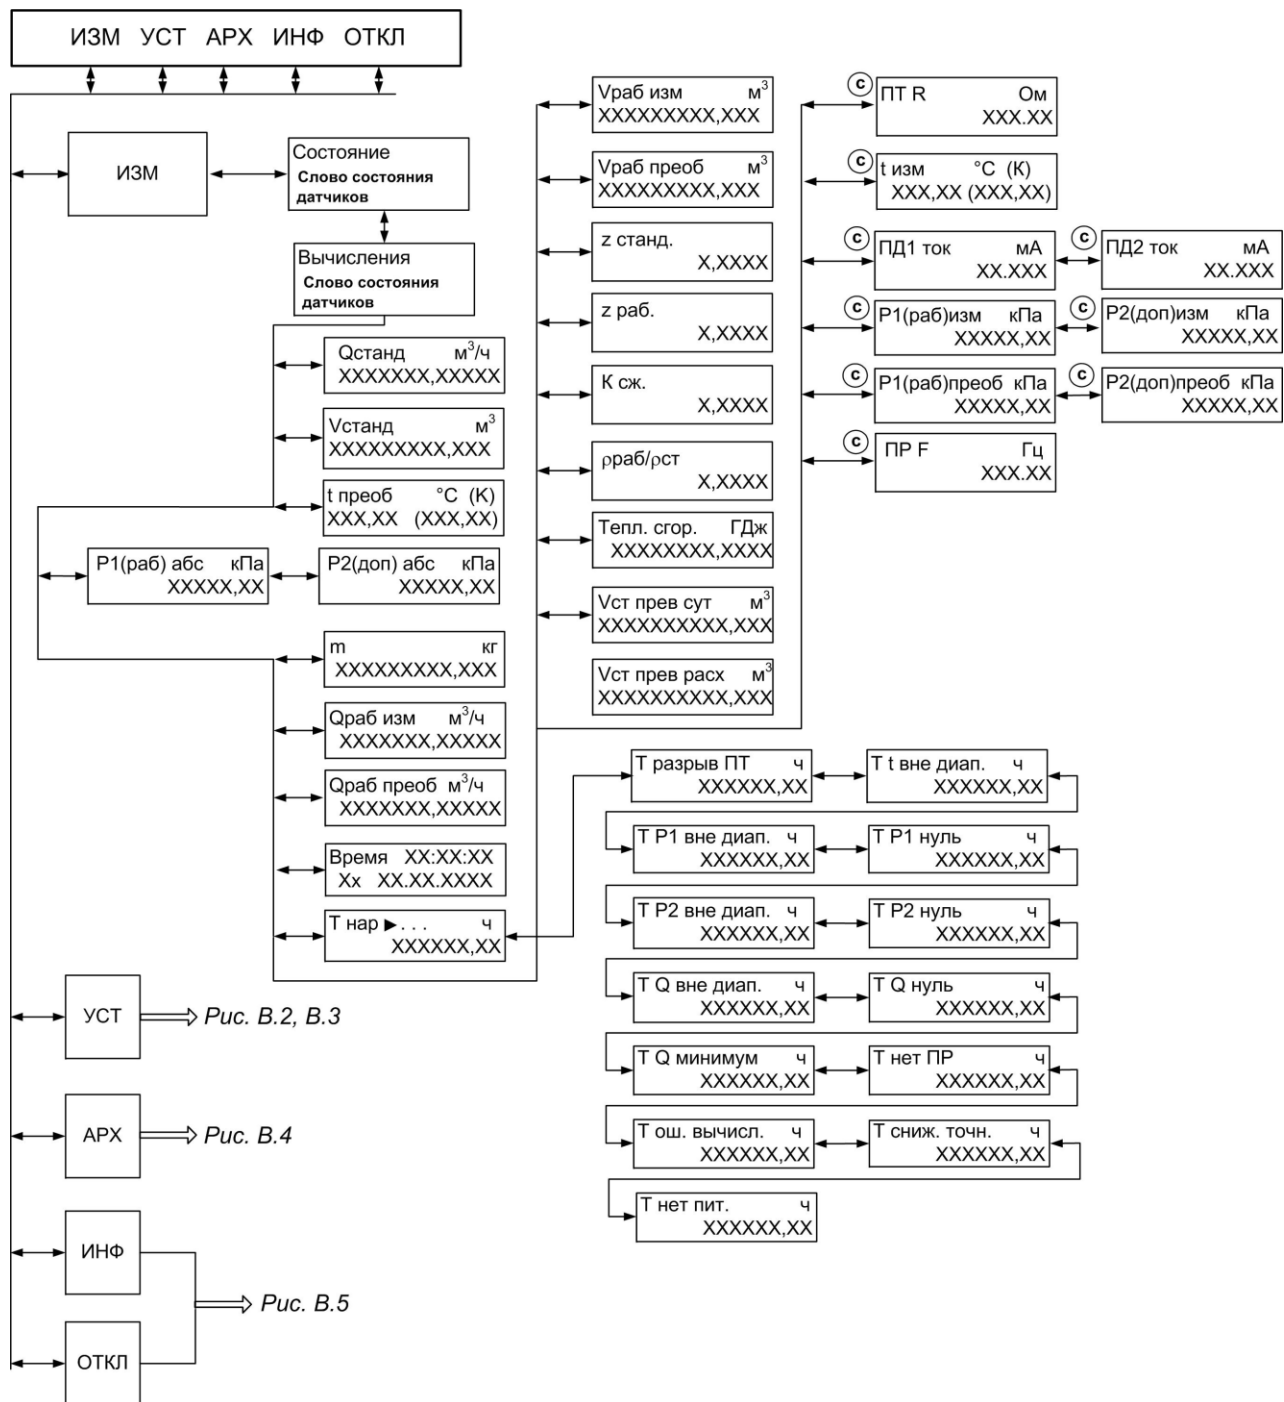 ИЗМ УСТ АРХ ИНФ ОТКЛ
ИЗМ
Состояние
Слово состояния
датчиков
Вычисления
Слово состояния
датчиков
Qстанд м³/ч
XXXXXXX,XXXXX
Vстанд м³
XXXXXXXXX,XXX
t преоб °C (K)
XXX,XX (XXX,XX)
P1(раб) абс кПа
XXXXX,XX
P2(доп) абс кПа
XXXXX,XX
m кг
XXXXXXXXX,XXX
Qраб изм м³/ч
XXXXXXX,XXXXX
Qраб преоб м³/ч
XXXXXXX,XXXXX
Время XX:XX:XX
Xx XX.XX.XXXX
T нар ►. . . ч
XXXXXX,XX
Vраб изм м³
XXXXXXXXX,XXX
Vраб преоб м³
XXXXXXXXX,XXX
z станд.
X,XXXX
z раб.
X,XXXX
К сж.
X,XXXX
ρраб/ρст
X,XXXX
Тепл. сгор. ГДж
XXXXXXXX,XXXX
Vст прев сут м³
XXXXXXXXXX,XXX
Vст прев расх м³
XXXXXXXXXX,XXX
c
ПТ R Ом
XXX.XX
c
t изм °C (K)
XXX,XX (XXX,XX)
c
ПД1 ток мА
XX.XXX
c
ПД2 ток мА
XX.XXX
c
P1(раб)изм кПа
XXXXX,XX
c
P2(доп)изм кПа
XXXXX,XX
c
P1(раб)преоб кПа
XXXXX,XX
c
P2(доп)преоб кПа
XXXXX,XX
c
ПР F Гц
XXX.XX
T разрыв ПТ ч
XXXXXX,XX
T t вне диап. ч
XXXXXX,XX
T P1 вне диап. ч
XXXXXX,XX
T P1 нуль ч
XXXXXX,XX
T P2 вне диап. ч
XXXXXX,XX
T P2 нуль ч
XXXXXX,XX
T Q вне диап. ч
XXXXXX,XX
T Q нуль ч
XXXXXX,XX
T Q минимум ч
XXXXXX,XX
T нет ПР ч
XXXXXX,XX
T ош. вычисл. ч
XXXXXX,XX
T сниж. точн. ч
XXXXXX,XX
T нет пит. ч
XXXXXX,XX
УСТ
Рис. В.2, В.3
АРХ
Рис. В.4
ИНФ
Рис. В.5
ОТКЛ